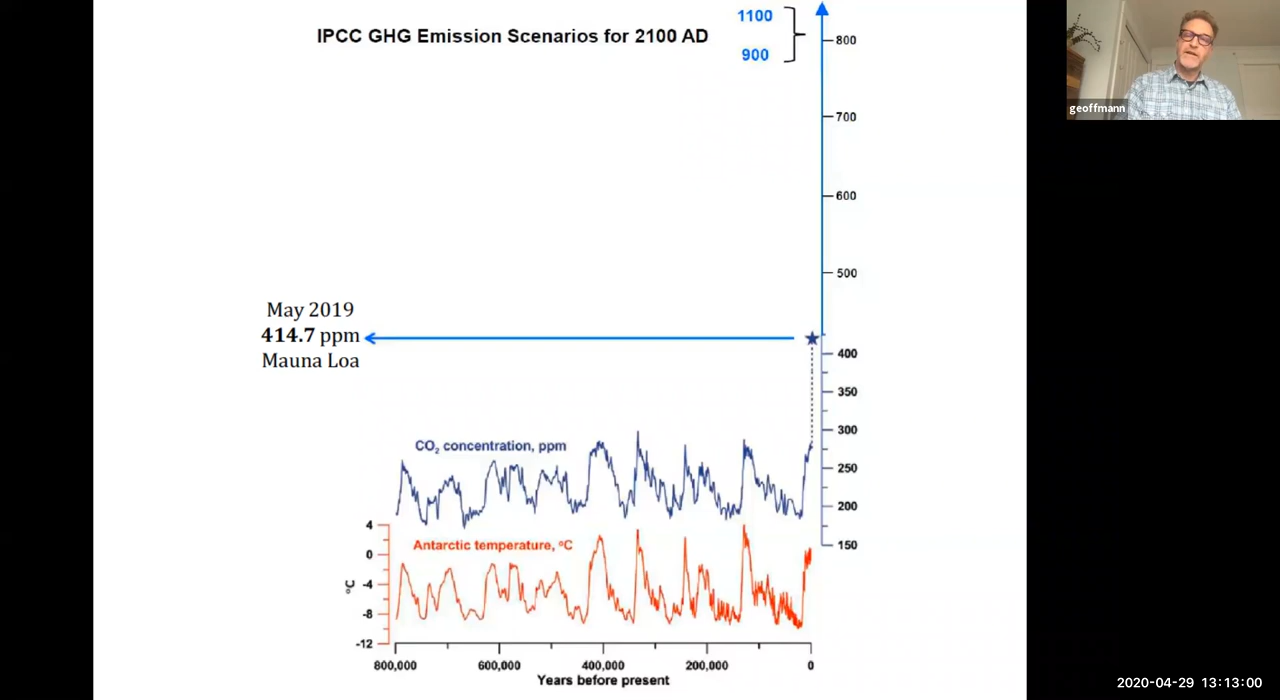 IPCC GHG Emission Scenarios for 2100 AD
1100
900
800
700
600
500
400
350
300
250
200
150
May 2019
414.7 ppm
Mauna Loa
CO₂ concentration, ppm
Antarctic temperature, ºC
4
0
-4
-8
-12
ºC
800,000
600,000
400,000
200,000
0
Years before present
geoffmann
2020-04-29 13:13:00